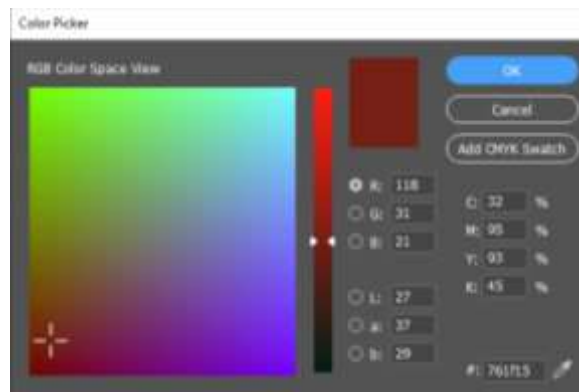 Color Picker
RGB Color Space View
OK
Cancel
Add CMYK Swatch
R: 118
G: 31
B: 21
L: 27
a: 37
b: 29
C: 32 %
M: 95 %
Y: 93 %
K: 45 %
#: 761f15